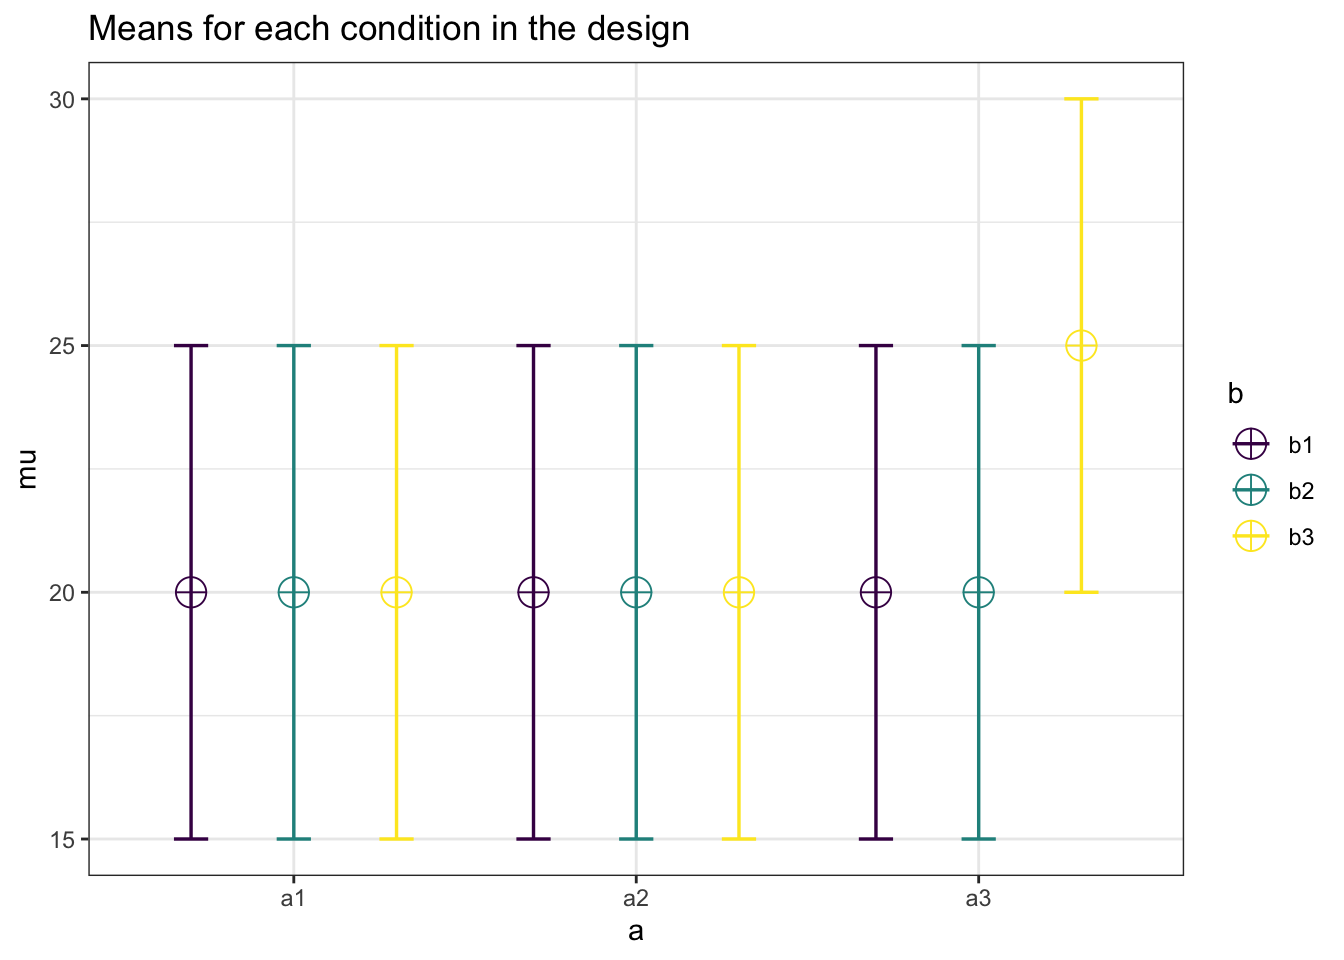 Means for each condition in the design
30
25
20
15
mu
a1 a2 a3
a
b
b1
b2
b3